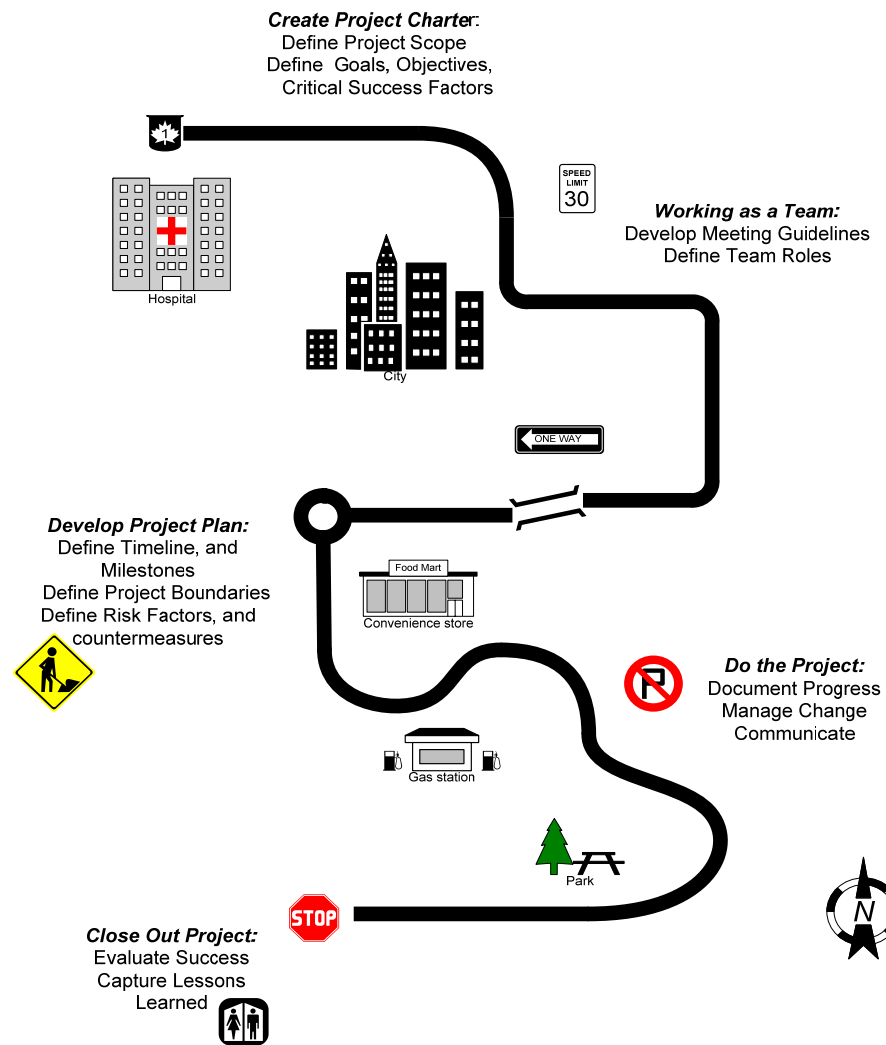 Create Project Charter:
Define Project Scope
Define Goals, Objectives,
Critical Success Factors
1
SPEED
LIMIT
30
Working as a Team:
Develop Meeting Guidelines
Define Team Roles
Hospital
City
ONE WAY
Develop Project Plan:
Define Timeline, and
Milestones
Define Project Boundaries
Define Risk Factors, and
countermeasures
Food Mart
Convenience store
P
Do the Project:
Document Progress
Manage Change
Communicate
Gas station
Park
N
STOP
Close Out Project:
Evaluate Success
Capture Lessons
Learned